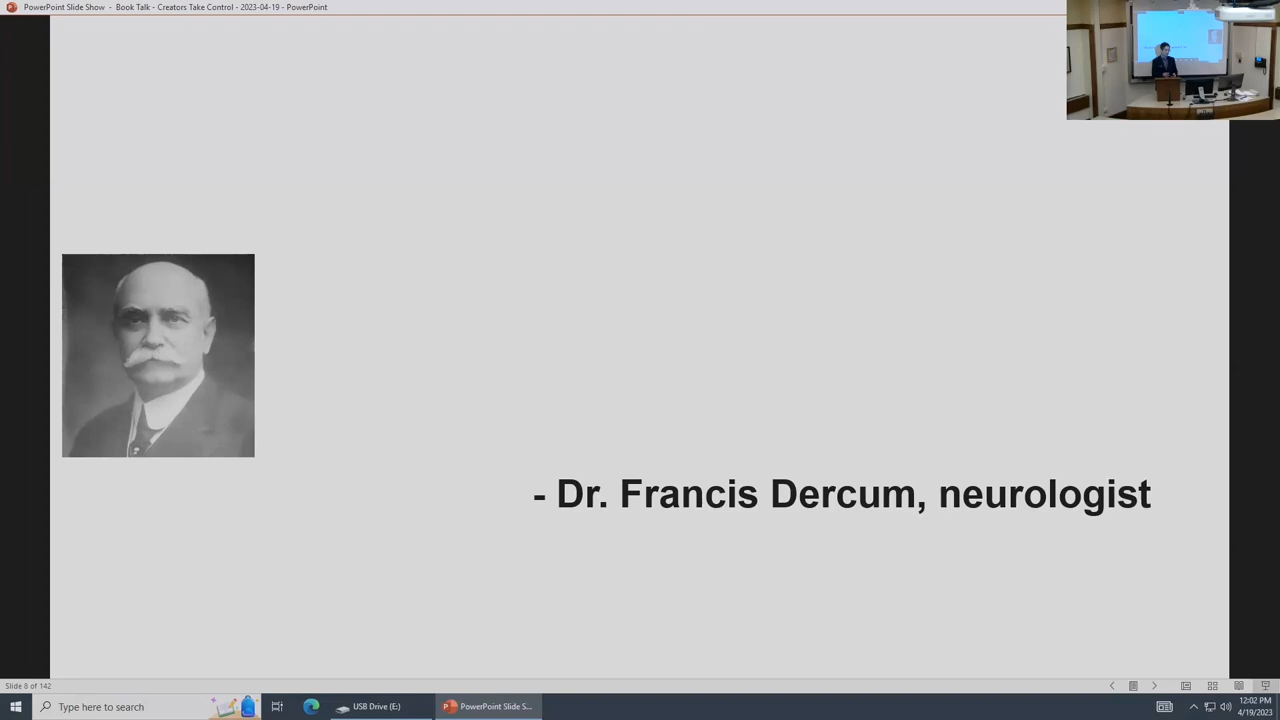 PowerPoint Slide Show - Book Talk - Creators Take Control - 2023-04-19 - PowerPoint
- Dr. Francis Dercum, neurologist
Slide 8 of 142
Type here to search
USB Drive (E:)
PowerPoint Slide S...
12:02 PM
4/19/2023